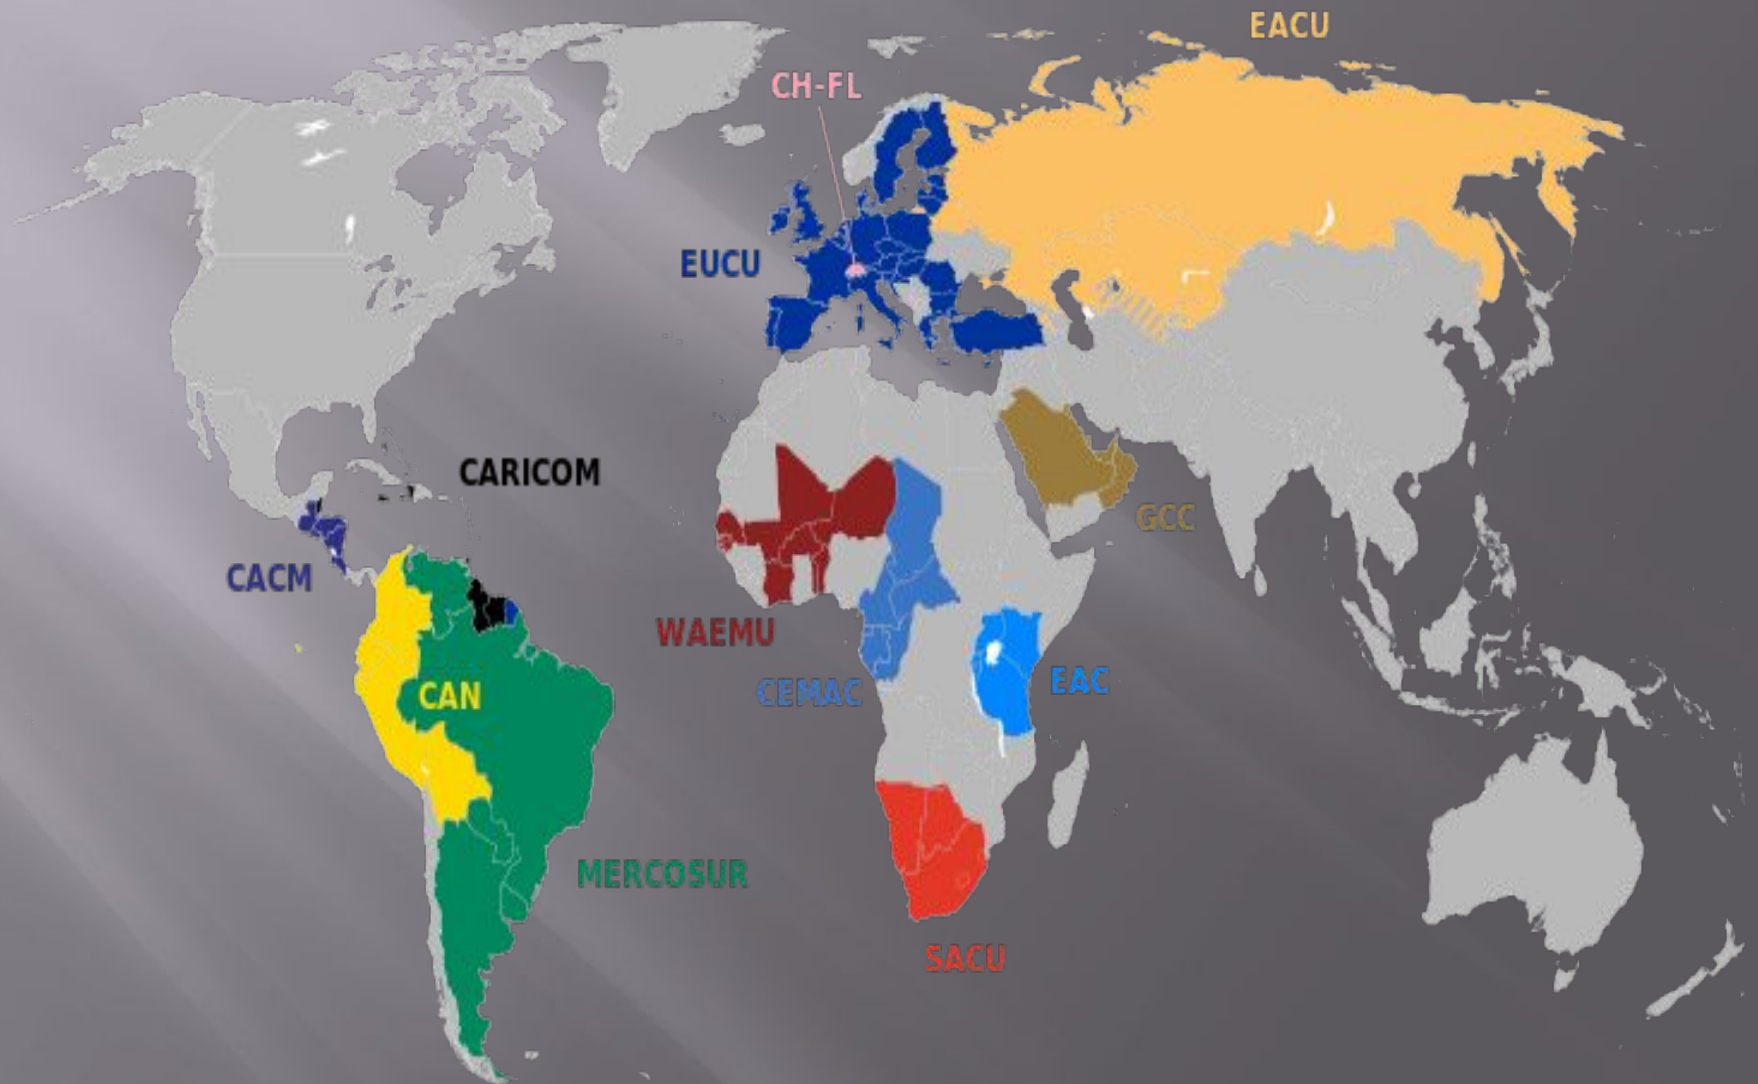 EACU
CH-FL
EUCU
CARICOM
GCC
CACM
WAEMU
CAN
CEMAC
EAC
MERCOSUR
SACU